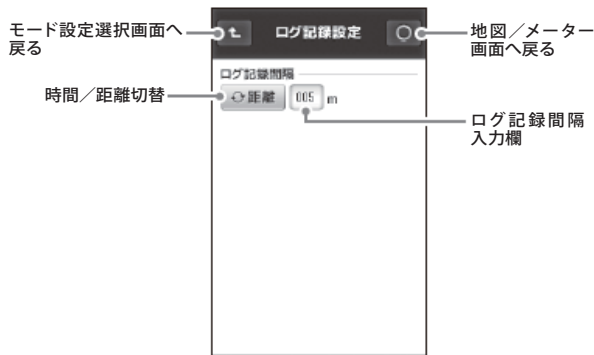 モード設定選択画面へ
戻る
ログ記録設定
地図／メーター
画面へ戻る
ログ記録間隔
時間／距離切替
距離 005 m
ログ記録間隔
入力欄